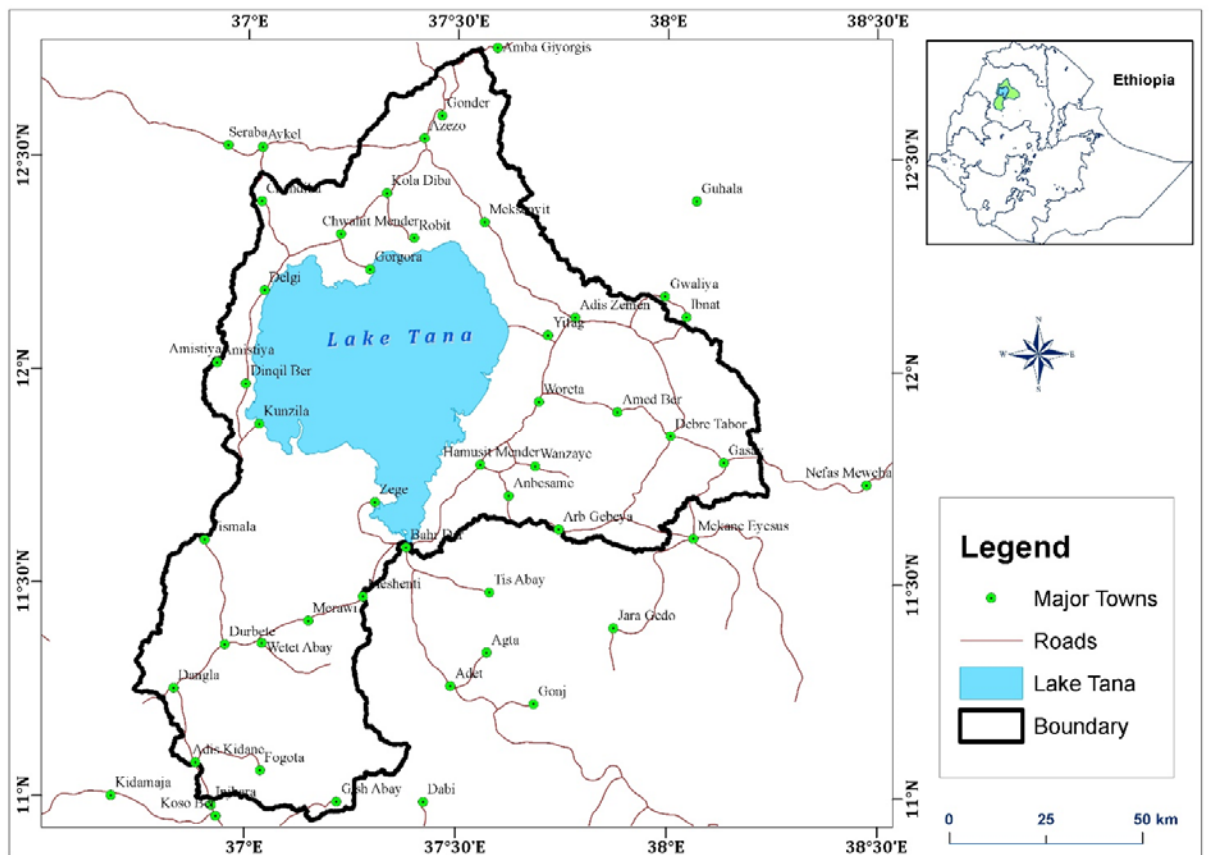 37°E 37°30'E 38°E 38°30'E
Ethiopia
Amba Giyorgis
Gonder
Azezo
Seraba Aykel
12°30'N
12°30'N
Kola Diba
Guhala
Chwahit Mender Robit
Meksenyit
Gorgora
Delgi
Gwaliya
Ibnat
Adis Zemen
Yifag
Lake Tana
N
W E
S
Amistiya Amistiya
12°N
12°N
Dinqil Ber
Woreta
Amed Ber
Kunzila
Debre Tabor
Hamusit Mender Wanzaye
Gasay
Nefas Mewcha
Zege
Anbesame
Arb Gebeya
Mekane Eyesus
Bahr Dar
Ismala
11°30'N
11°30'N
Meshenti
Tis Abay
Merawi
Jara Gedo
Durbete
Wetet Abay
Agta
Dangla
Adet
Gonj
Adis Kidane
Fogota
Kidamaja
Injbara
Koso Ber
Gish Abay
Dabi
11°N
11°N
37°E 37°30'E 38°E 38°30'E
Legend
Major Towns
Roads
Lake Tana
Boundary
0 25 50 km